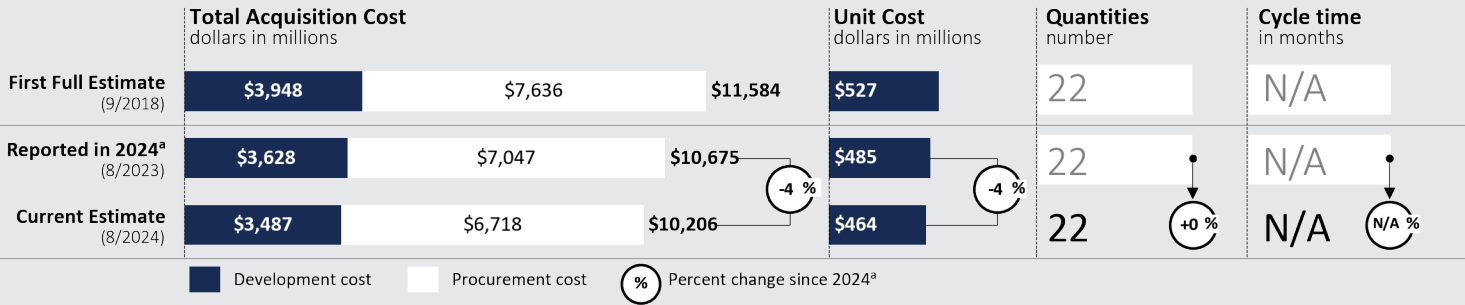 Total Acquisition Cost
dollars in millions
Unit Cost
dollars in millions
Quantities
number
Cycle time
in months
First Full Estimate
(9/2018)
$3,948
$7,636
$11,584
$527
22
N/A
Reported in 2024ᵃ
(8/2023)
$3,628
$7,047
$10,675
$485
22
N/A
-4 %
-4 %
Current Estimate
(8/2024)
$3,487
$6,718
$10,206
$464
22
+0 %
N/A
N/A %
Development cost
Procurement cost
%
Percent change since 2024ᵃ